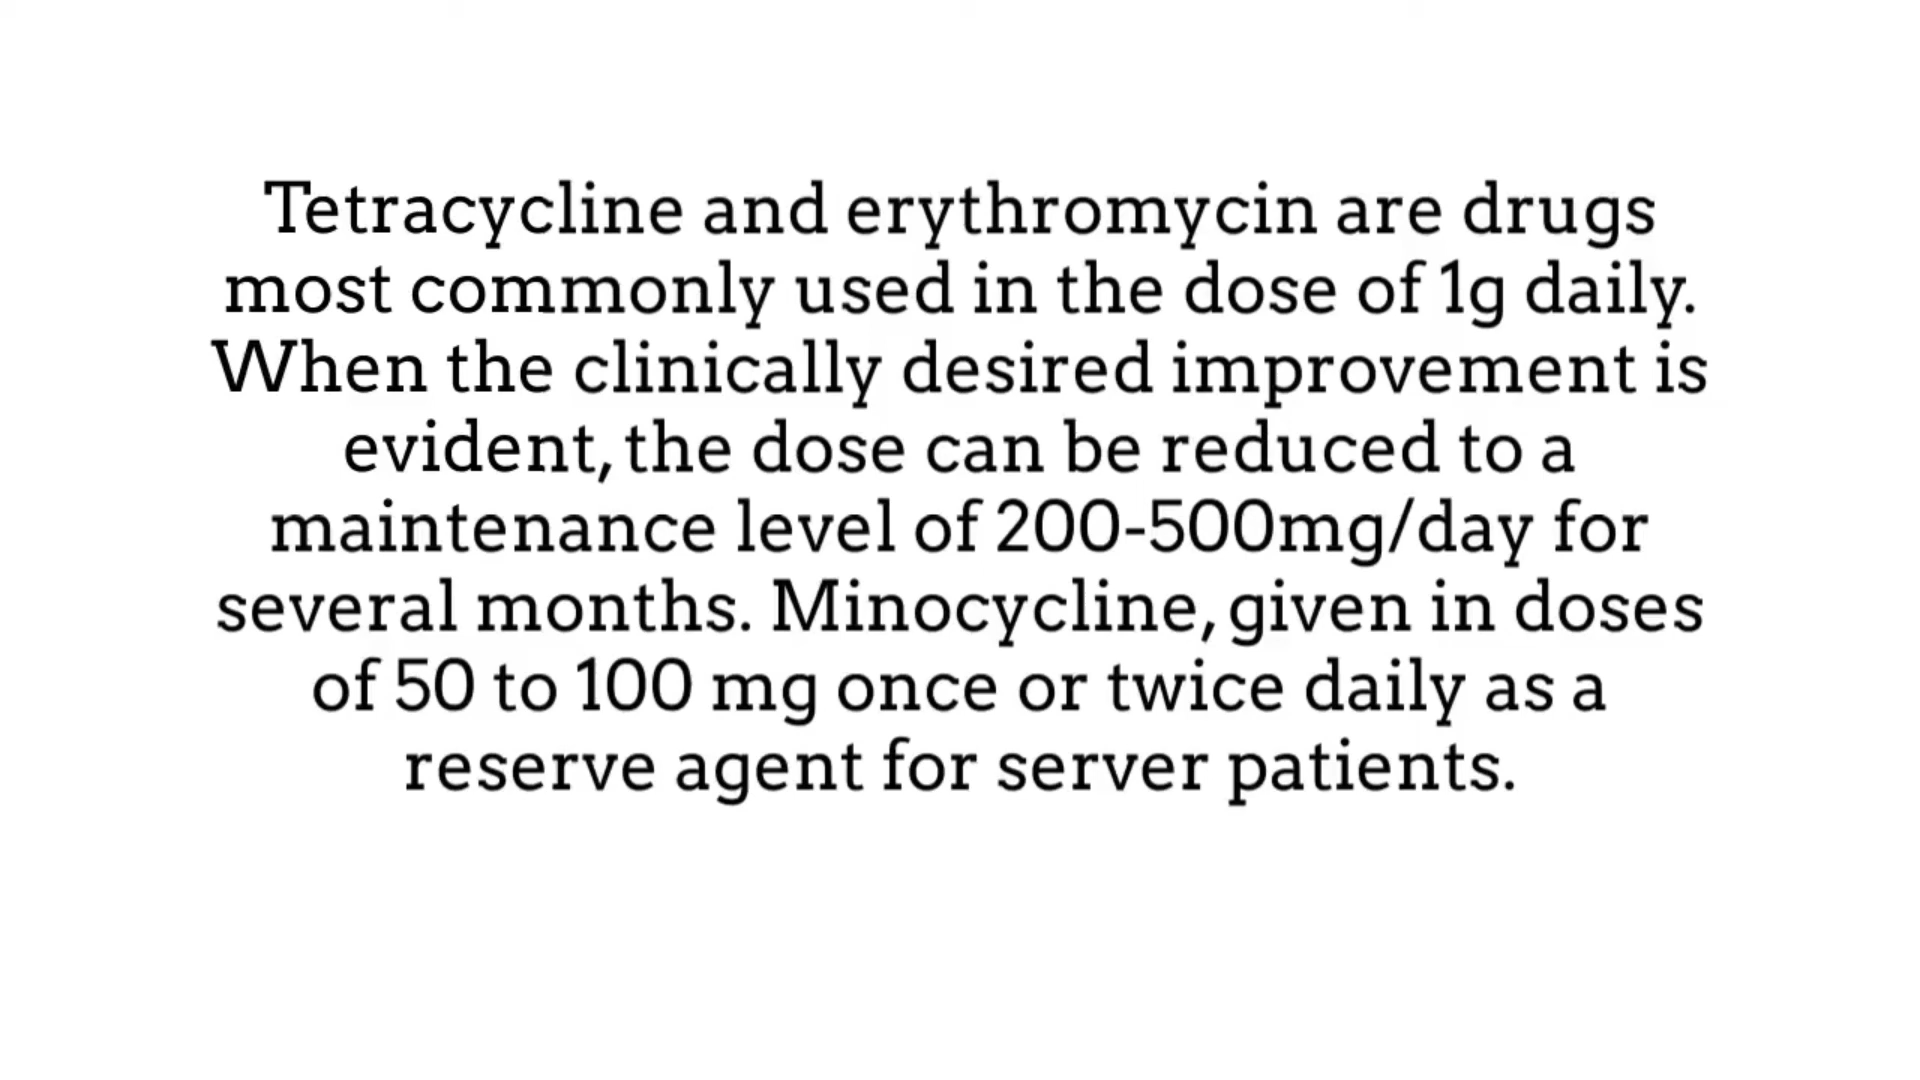 Tetracycline and erythromycin are drugs
most commonly used in the dose of 1g daily.
When the clinically desired improvement is
evident, the dose can be reduced to a
maintenance level of 200-500mg/day for
several months. Minocycline, given in doses
of 50 to 100 mg once or twice daily as a
reserve agent for server patients.